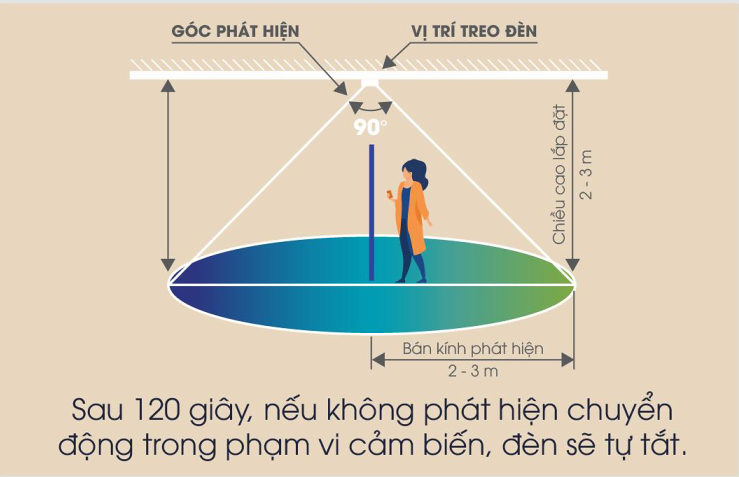 GÓC PHÁT HIỆN
VỊ TRÍ TREO ĐÈN
90°
Chiều cao lắp đặt
2 - 3 m
Bán kính phát hiện
2 - 3 m
Sau 120 giây, nếu không phát hiện chuyển
động trong phạm vi cảm biến, đèn sẽ tự tắt.